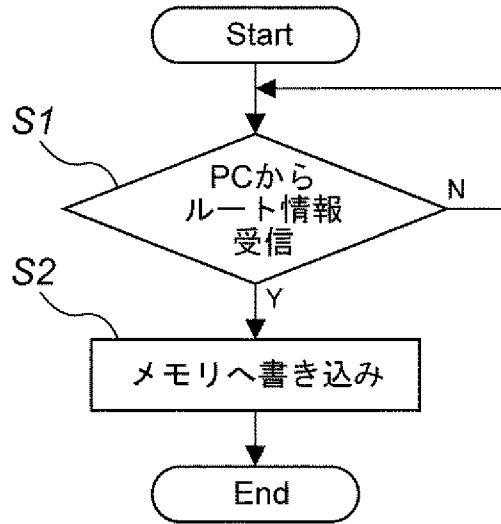 Start
S1
PCから
ルート情報
受信
N
Y
S2
メモリへ書き込み
End